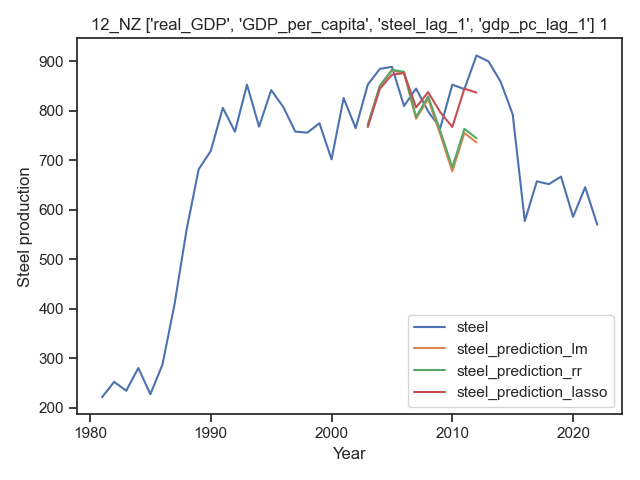 12_NZ ['real_GDP', 'GDP_per_capita', 'steel_lag_1', 'gdp_pc_lag_1'] 1
900
800
700
600
500
400
300
200
Steel production
1980
1990
2000
2010
2020
Year
steel
steel_prediction_lm
steel_prediction_rr
steel_prediction_lasso